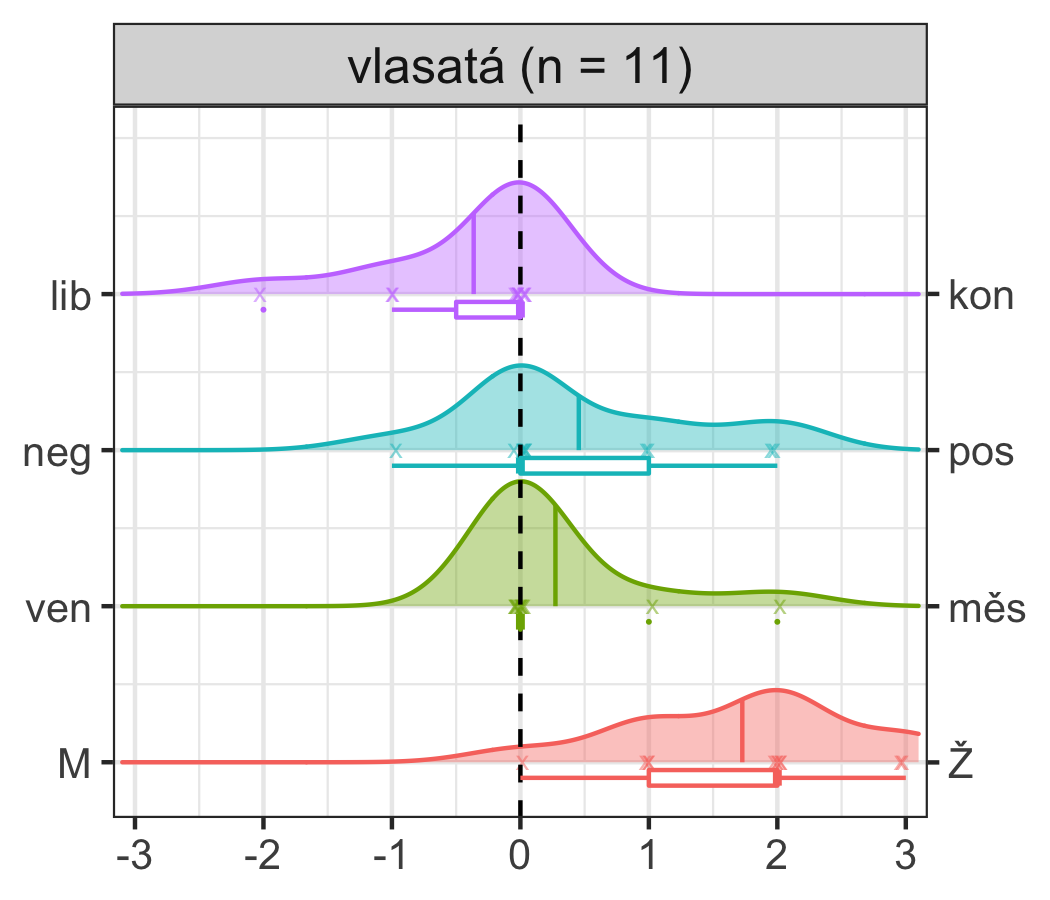 vlasatá (n = 11)
lib kon
neg pos
ven měs
M Ž
-3 -2 -1 0 1 2 3